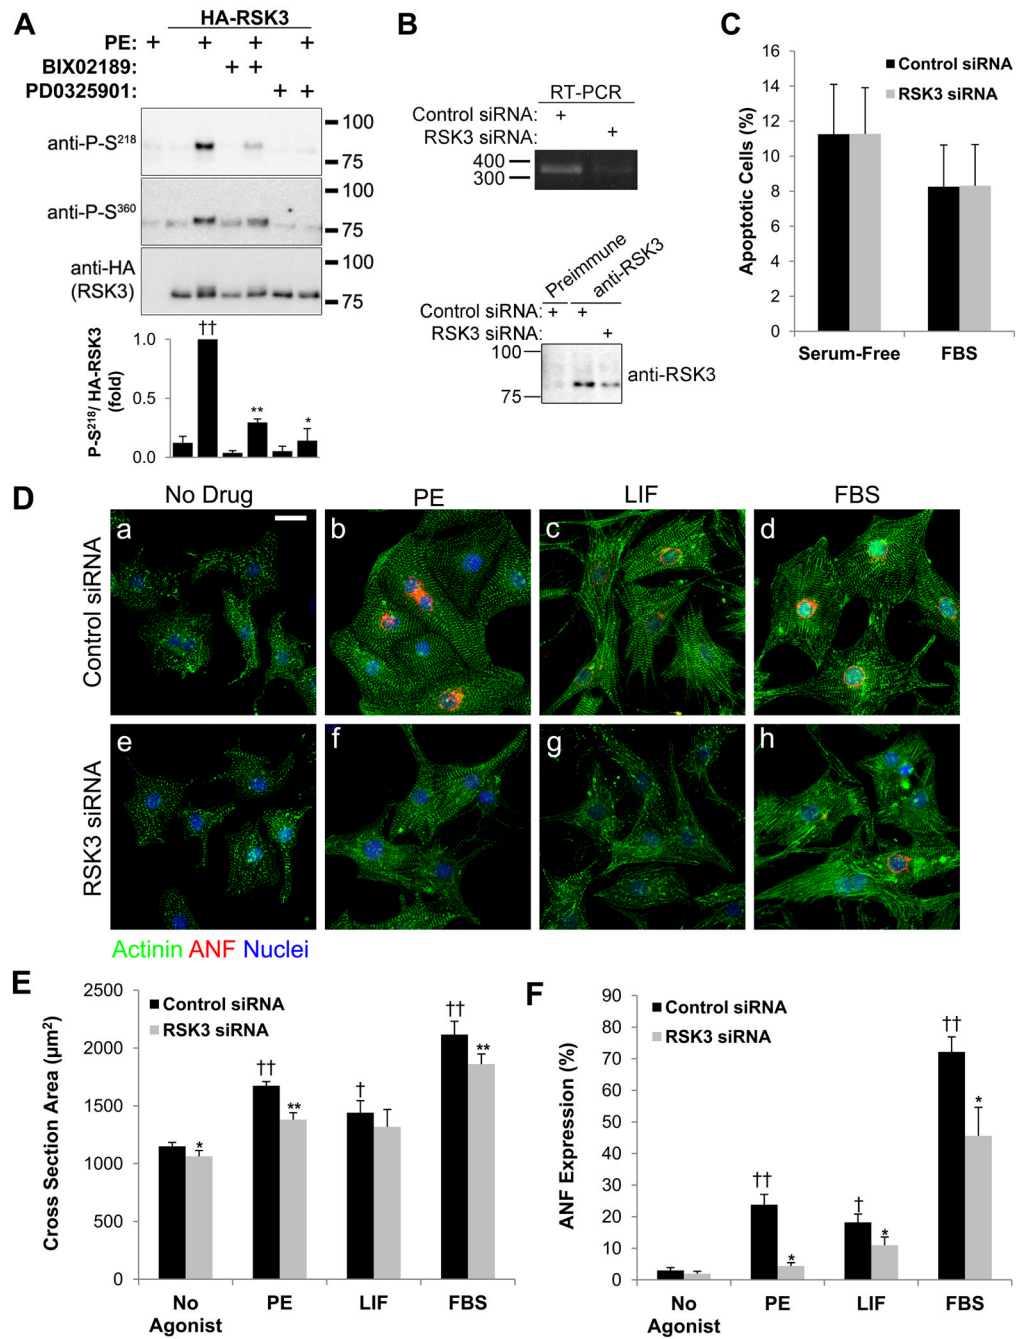 A
HA-RSK3
PE: + + + +
BIX02189: + +
PD0325901: + +
anti-P-S218
100
75
anti-P-S360
100
75
anti-HA
(RSK3)
100
75
P-S218/ HA-RSK3
(fold)
1.0
0.5
0.0
††
**
*
B
RT-PCR
Control siRNA: +
RSK3 siRNA: +
400
300
Preimmune
anti-RSK3
Control siRNA: + +
RSK3 siRNA: +
100
75
anti-RSK3
C
Apoptotic Cells (%)
16
14
12
10
8
6
4
2
0
Control siRNA
RSK3 siRNA
Serum-Free
FBS
D
No Drug
PE
LIF
FBS
Control siRNA
a
b
c
d
RSK3 siRNA
e
f
g
h
Actinin ANF Nuclei
E
Cross Section Area (µm2)
2500
2000
1500
1000
500
0
Control siRNA
RSK3 siRNA
*
††
**
†
††
**
No
Agonist
PE
LIF
FBS
F
ANF Expression (%)
90
80
70
60
50
40
30
20
10
0
Control siRNA
RSK3 siRNA
††
*
†
*
††
*
No
Agonist
PE
LIF
FBS